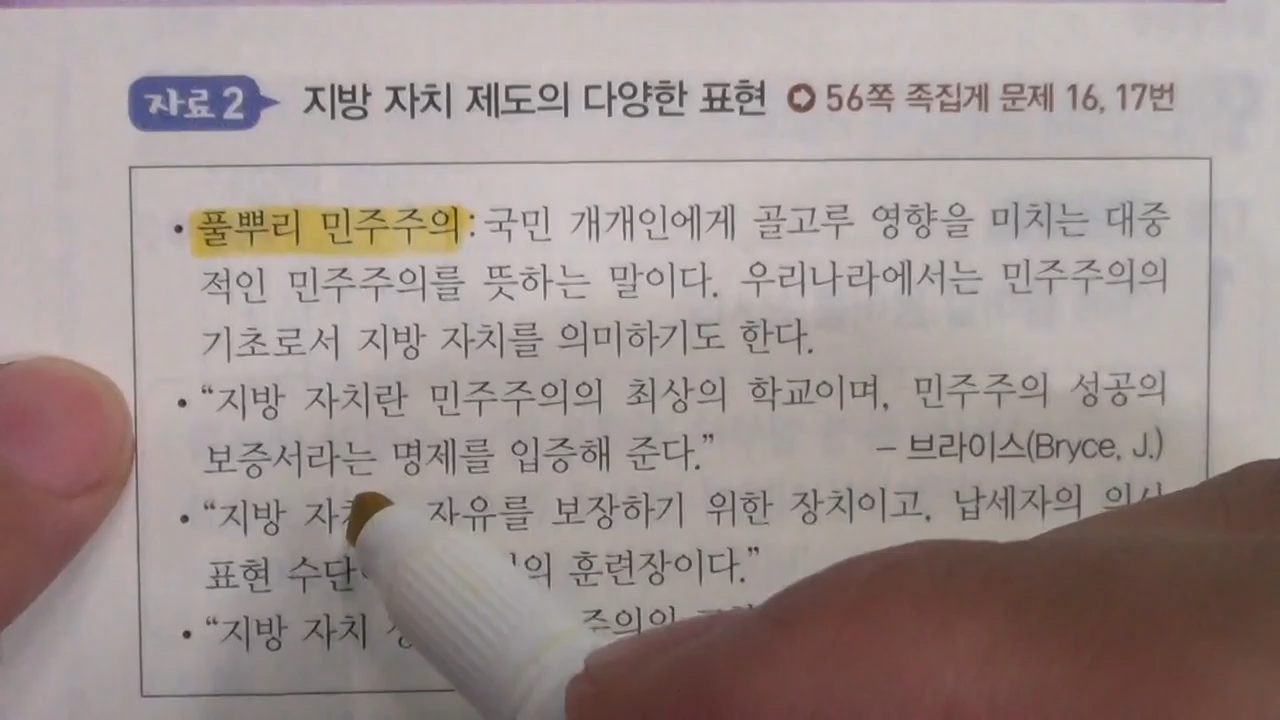 자료 2 지방 자치 제도의 다양한 표현 ➲ 56쪽 족집게 문제 16, 17번
• 풀뿌리 민주주의: 국민 개개인에게 골고루 영향을 미치는 대중
적인 민주주의를 뜻하는 말이다. 우리나라에서는 민주주의의
기초로서 지방 자치를 의미하기도 한다.
• “지방 자치란 민주주의의 최상의 학교이며, 민주주의 성공의
보증서라는 명제를 입증해 준다.” – 브라이스(Bryce, J.)
• “지방 자유를 보장하기 위한 장치이고, 납세자의
표현 훈련장이다.”
• “지방 자치